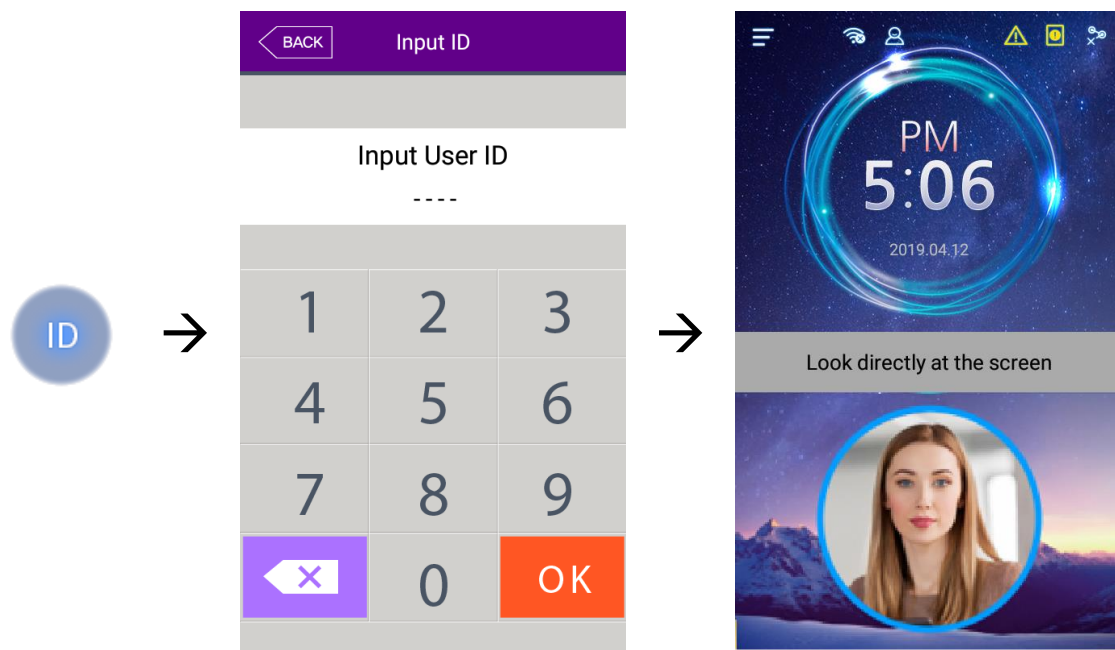 ID
BACK
Input ID
Input User ID
----
1 2 3
4 5 6
7 8 9
0 OK
PM
5:06
2019.04.12
Look directly at the screen